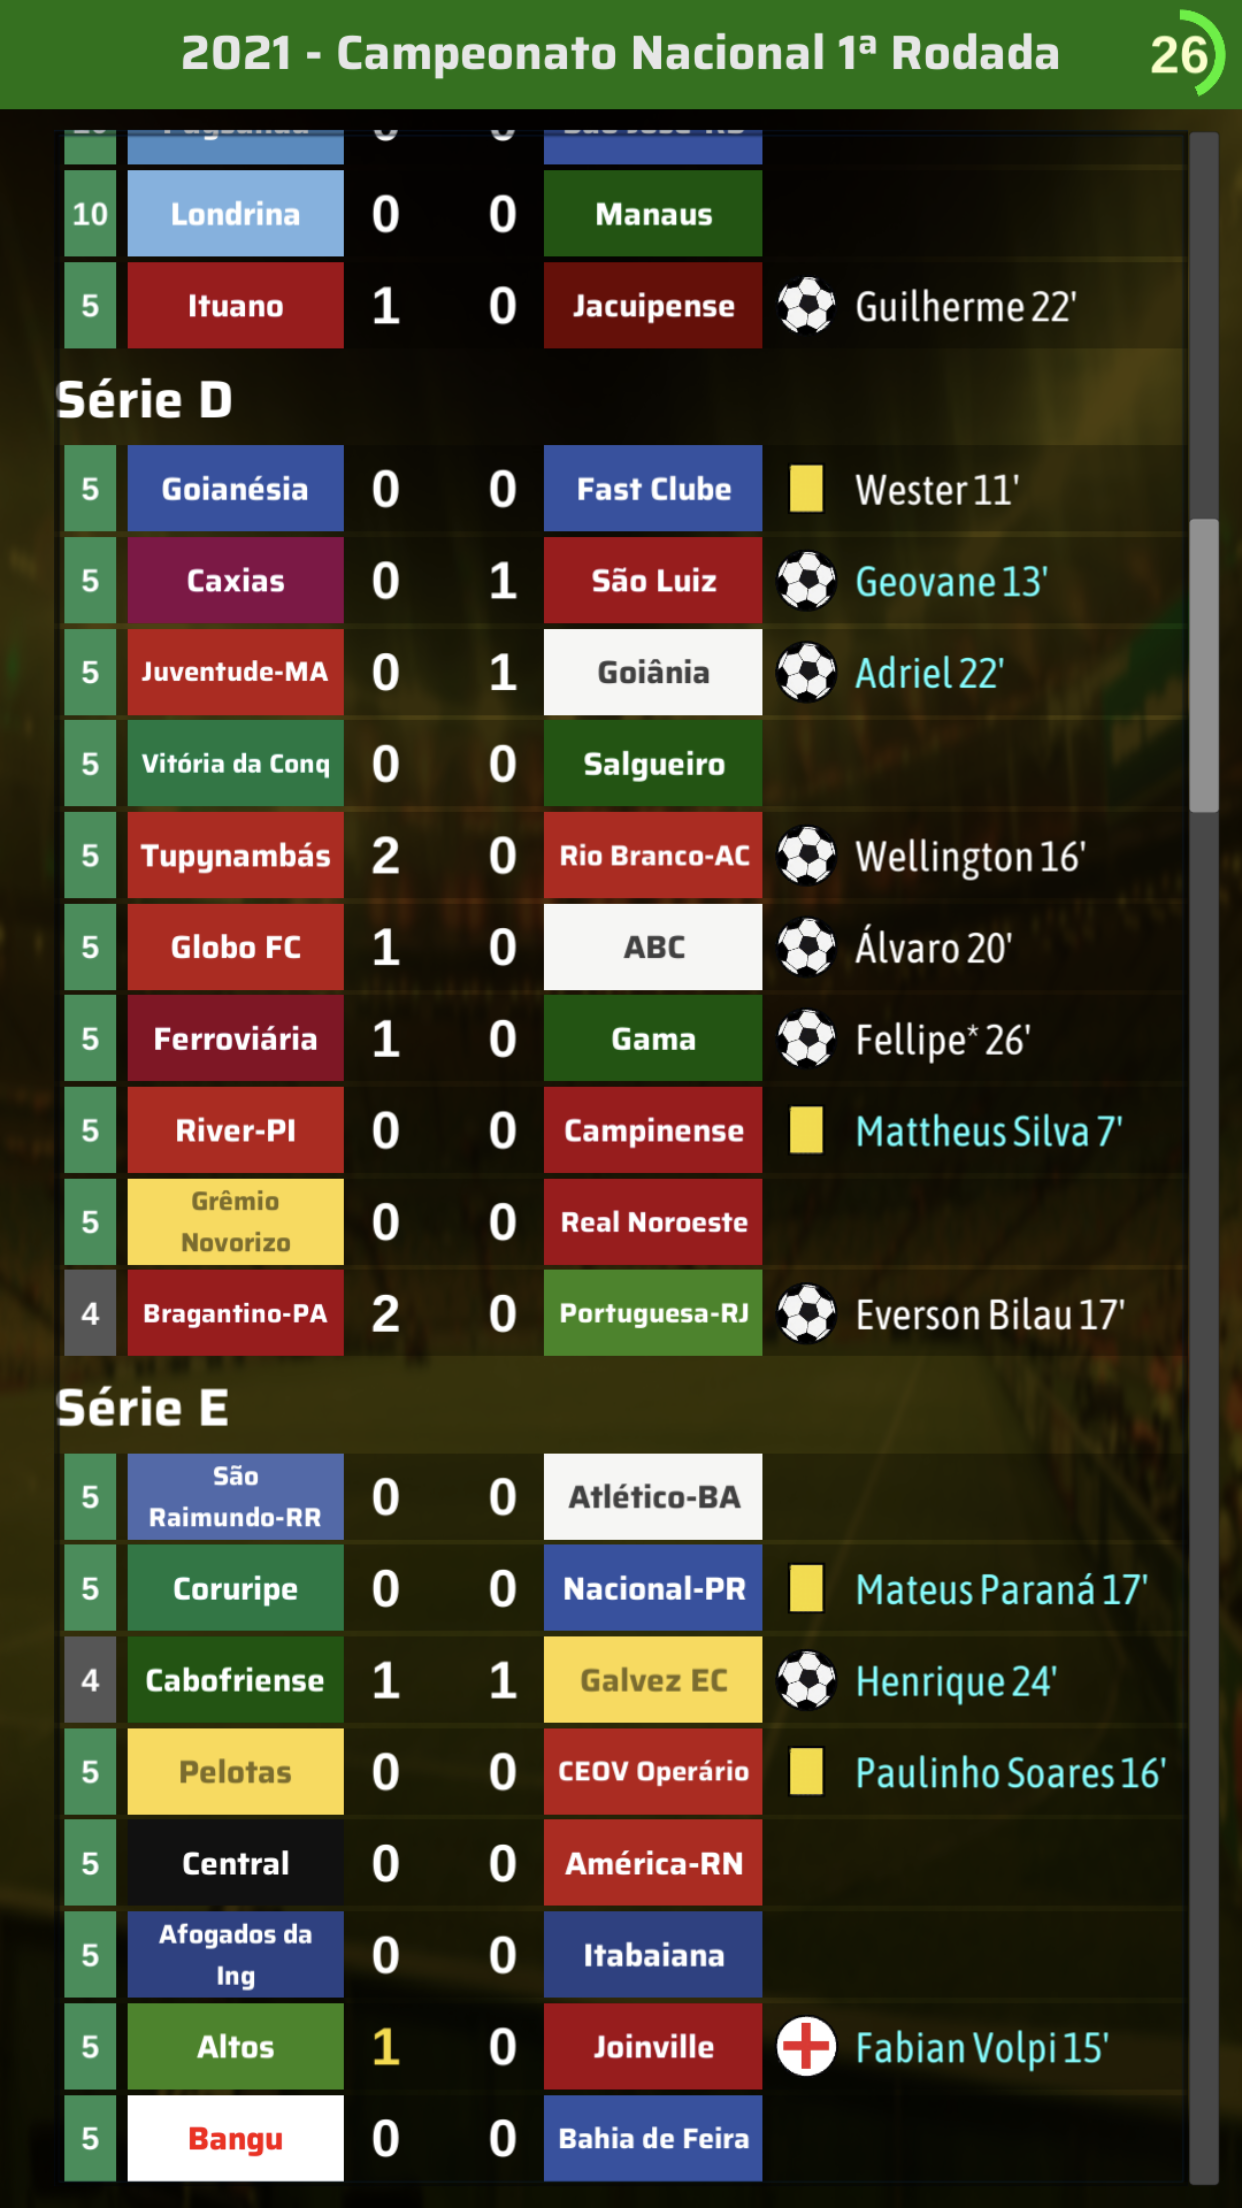 2021 - Campeonato Nacional 1ª Rodada 26
10 Londrina 0 0 Manaus
5 Ituano 1 0 Jacuipense Guilherme 22'
Série D
5 Goianésia 0 0 Fast Clube Wester 11'
5 Caxias 0 1 São Luiz Geovane 13'
5 Juventude-MA 0 1 Goiânia Adriel 22'
5 Vitória da Conq 0 0 Salgueiro
5 Tupynambás 2 0 Rio Branco-AC Wellington 16'
5 Globo FC 1 0 ABC Álvaro 20'
5 Ferroviária 1 0 Gama Fellipe* 26'
5 River-PI 0 0 Campinense Mattheus Silva 7'
5 Grêmio Novorizo 0 0 Real Noroeste
4 Bragantino-PA 2 0 Portuguesa-RJ Everson Bilau 17'
Série E
5 São Raimundo-RR 0 0 Atlético-BA
5 Coruripe 0 0 Nacional-PR Mateus Paraná 17'
4 Cabofriense 1 1 Galvez EC Henrique 24'
5 Pelotas 0 0 CEOV Operário Paulinho Soares 16'
5 Central 0 0 América-RN
5 Afogados da Ing 0 0 Itabaiana
5 Altos 1 0 Joinville Fabian Volpi 15'
5 Bangu 0 0 Bahia de Feira